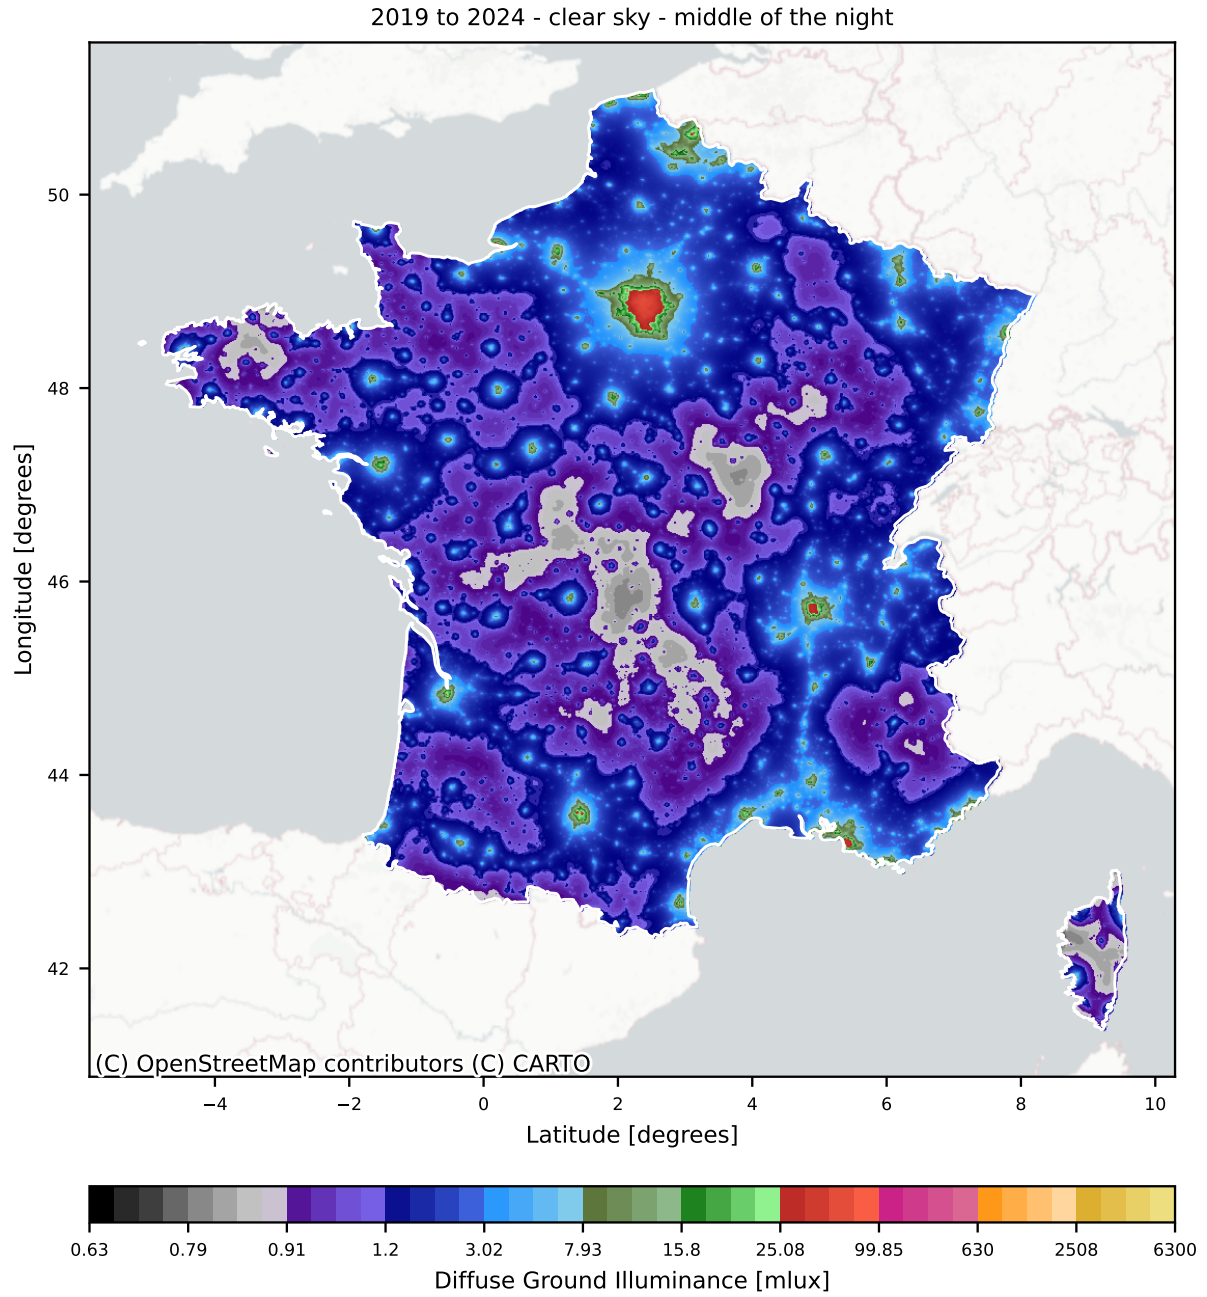 2019 to 2024 - clear sky - middle of the night
50
48
46
44
42
Longitude [degrees]
(C) OpenStreetMap contributors (C) CARTO
−4 −2 0 2 4 6 8 10
Latitude [degrees]
0.63 0.79 0.91 1.2 3.02 7.93 15.8 25.08 99.85 630 2508 6300
Diffuse Ground Illuminance [mlux]